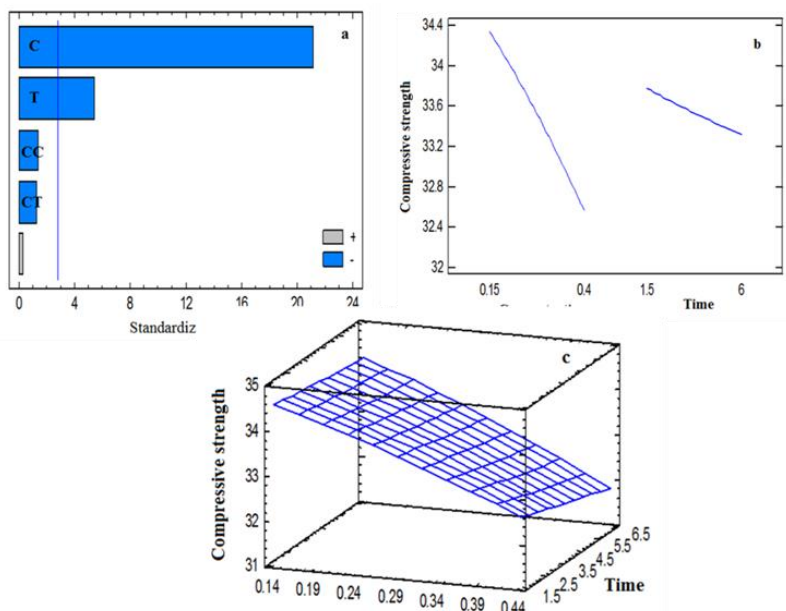 a
C
T
CC
CT
+
-
0 4 8 12 16 20 24
Standardiz
b
Compressive strength
34.4
34
33.6
33.2
32.8
32.4
32
0.15 0.4 1.5 6
Time
c
Compressive strength
35
34
33
32
31
0.14 0.19 0.24 0.29 0.34 0.39 0.44
1.5 2.5 3.5 4.5 5.5 6.5
Time